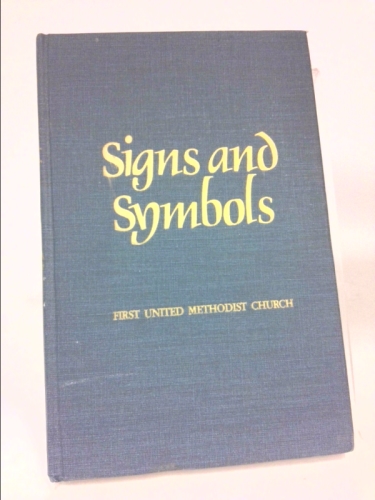 Signs and
Symbols
FIRST UNITED METHODIST CHURCH